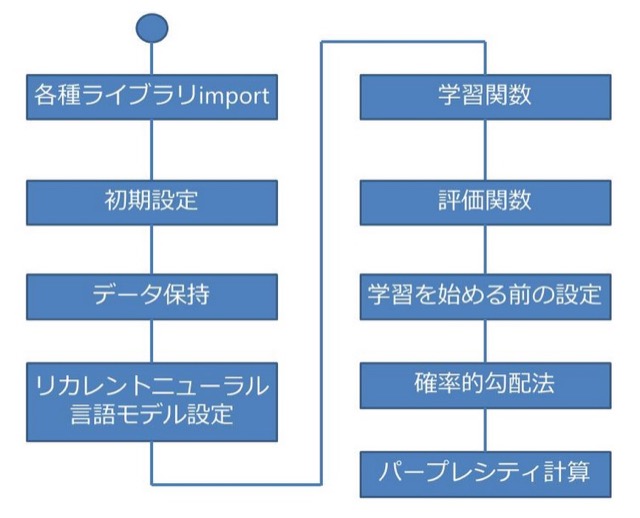 各種ライブラリimport
初期設定
データ保持
リカレントニューラル
言語モデル設定
学習関数
評価関数
学習を始める前の設定
確率的勾配法
パープレシティ計算